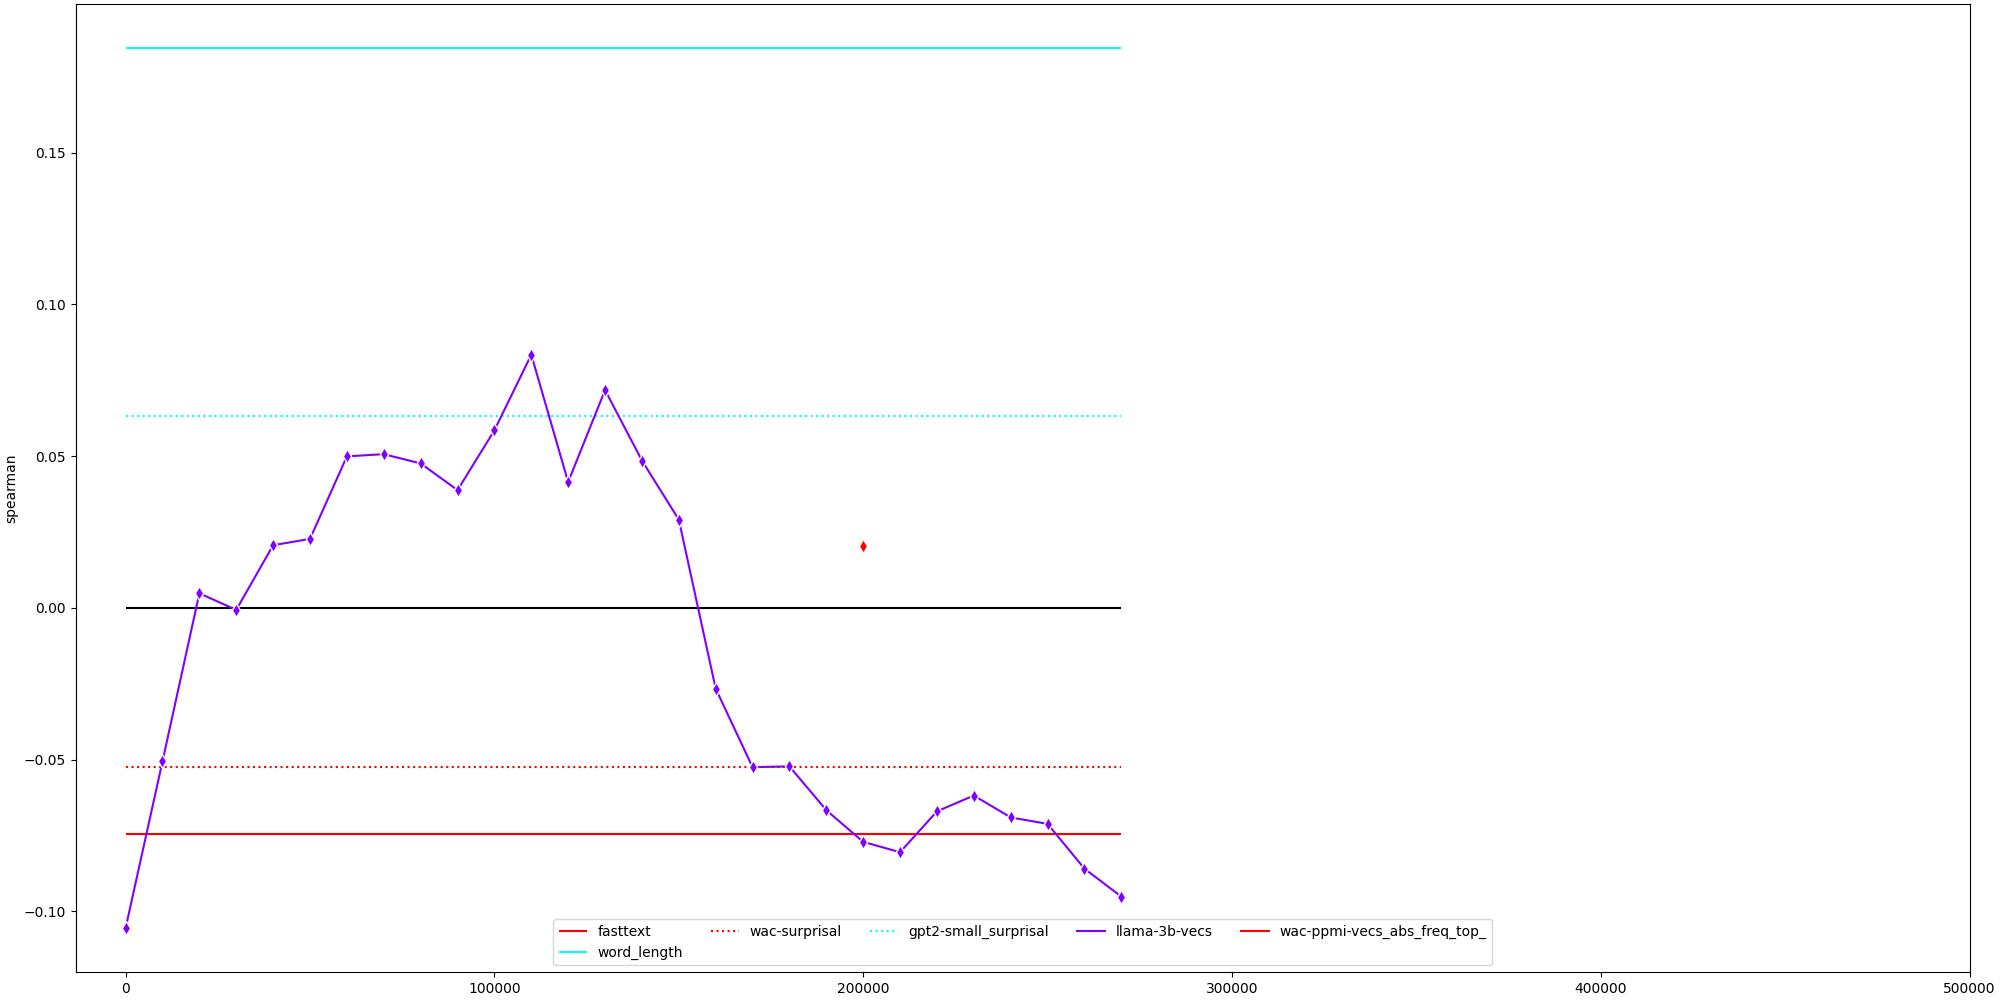 spearman
0.15
0.10
0.05
0.00
−0.05
−0.10
0
100000
200000
300000
400000
500000
fasttext
word_length
wac-surprisal
gpt2-small_surprisal
llama-3b-vecs
wac-ppmi-vecs_abs_freq_top_